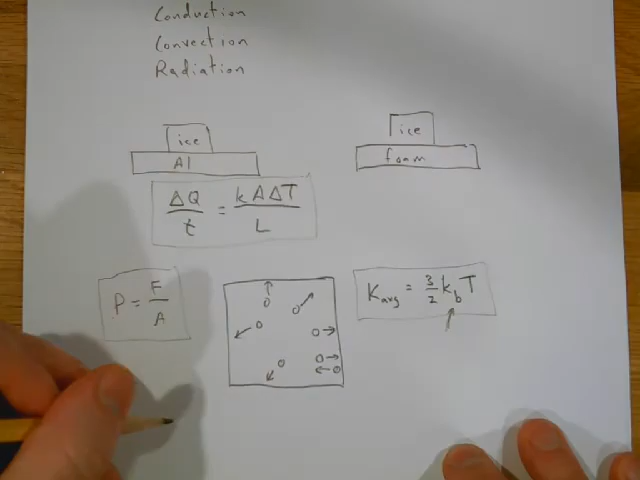 Conduction
Convection
Radiation
ice
Al
ice
foam
ΔQ/t = kAΔT/L
P = F/A
K_avg = 3/2 k_b T